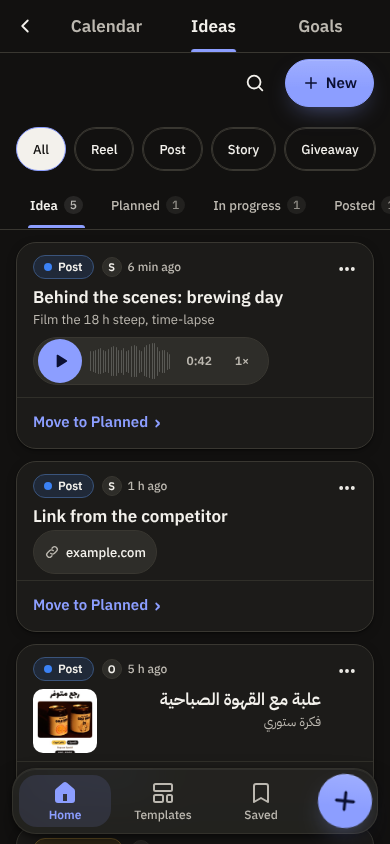 Calendar
Ideas
Goals
New
All
Reel
Post
Story
Giveaway
Idea 5
Planned 1
In progress 1
Posted
Post S 6 min ago
Behind the scenes: brewing day
Film the 18 h steep, time-lapse
0:42 1×
Move to Planned
Post S 1 h ago
Link from the competitor
example.com
Move to Planned
Post O 5 h ago
رجع متوفر
علبة مع القهوة الصباحية
فكرة ستوري
Home
Templates
Saved